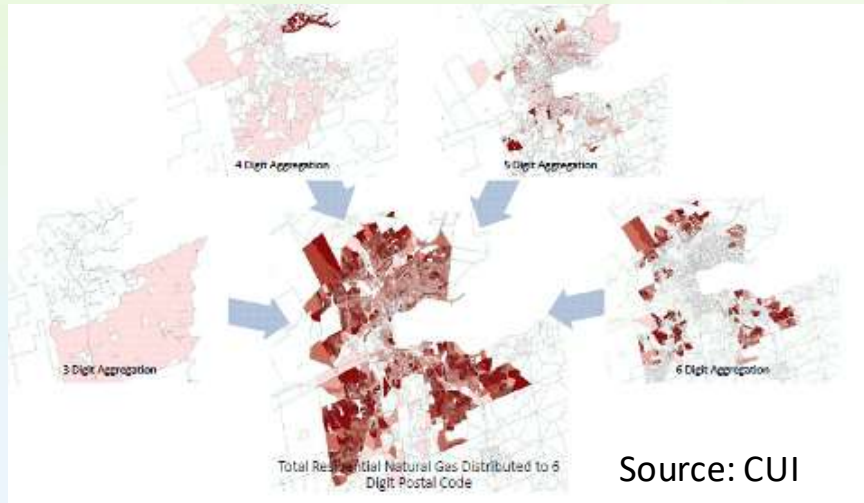 4 Digit Aggregation
5 Digit Aggregation
3 Digit Aggregation
6 Digit Aggregation
Total Residential Natural Gas Distributed to 6
Digit Postal Code
Source: CUI